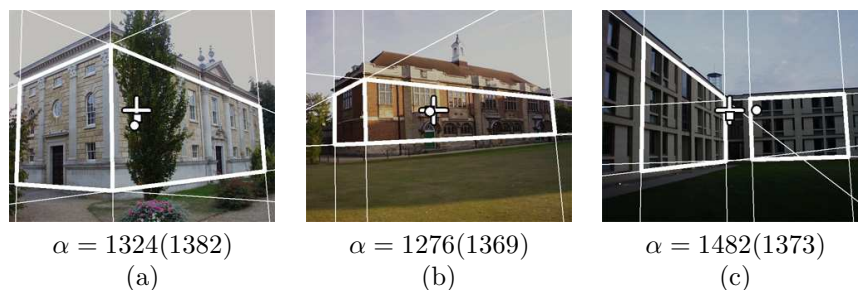 α = 1324(1382)
(a)
α = 1276(1369)
(b)
α = 1482(1373)
(c)